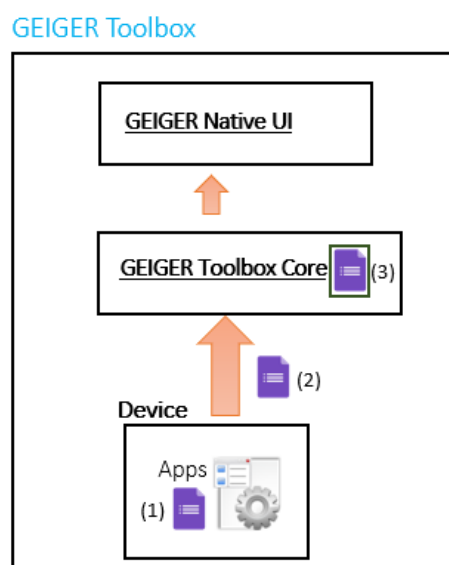 GEIGER Toolbox
GEIGER Native UI
GEIGER Toolbox Core
(3)
(2)
Device
Apps
(1)